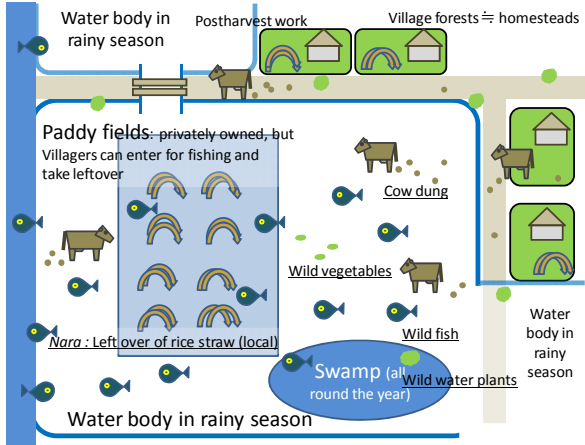 Water body in
rainy season
Postharvest work
Village forests ≒ homesteads
Paddy fields: privately owned, but
Villagers can enter for fishing and
take leftover
Cow dung
Wild vegetables
Nara : Left over of rice straw (local)
Wild fish
Swamp (all
round the year)
Wild water plants
Water body in rainy season
Water
body in
rainy
season